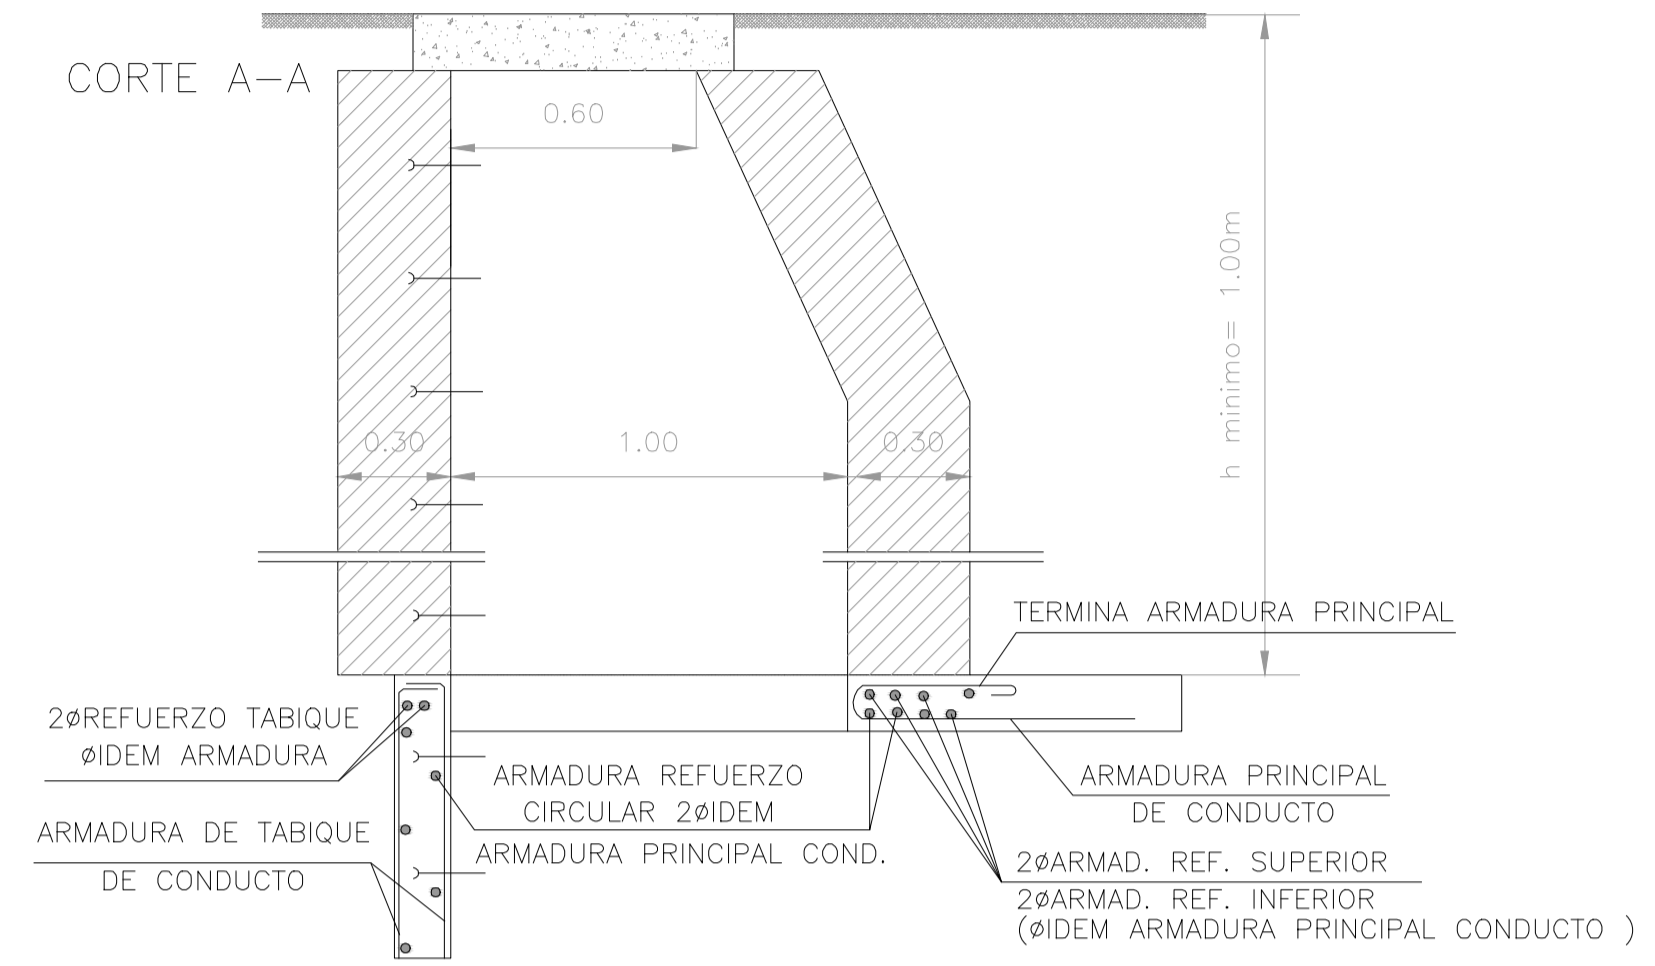 CORTE A-A
0.60
h minimo= 1.00m
0.30
1.00
0.30
TERMINA ARMADURA PRINCIPAL
2øREFUERZO TABIQUE
øIDEM ARMADURA
ARMADURA REFUERZO
CIRCULAR 2øIDEM
ARMADURA PRINCIPAL COND.
ARMADURA PRINCIPAL
DE CONDUCTO
ARMADURA DE TABIQUE
DE CONDUCTO
2øARMAD. REF. SUPERIOR
2øARMAD. REF. INFERIOR
(øIDEM ARMADURA PRINCIPAL CONDUCTO )